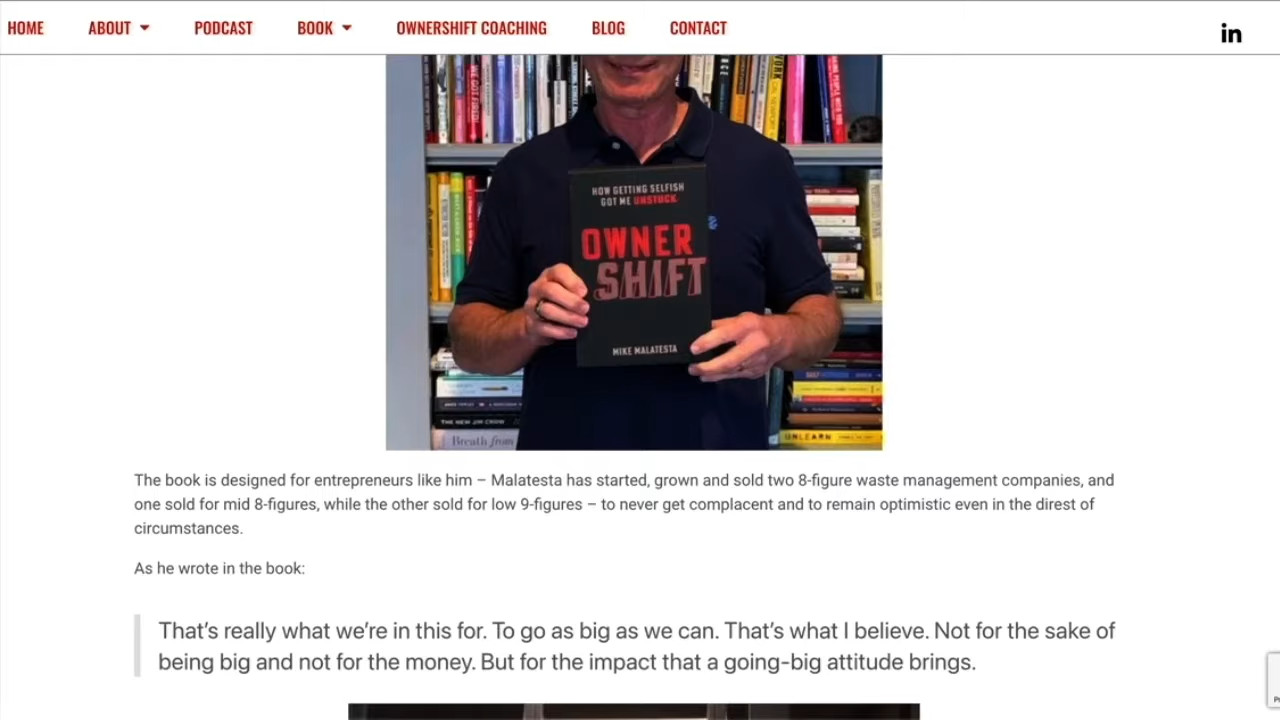 HOME ABOUT PODCAST BOOK OWNERSHIFT COACHING BLOG CONTACT
in
HOW GETTING SELFISH
GOT ME UNSTUCK
OWNER
SHIFT
MIKE MALATESTA
THE NEW JIM CROW
Breath from
UNLEARN
The book is designed for entrepreneurs like him – Malatesta has started, grown and sold two 8-figure waste management companies, and
one sold for mid 8-figures, while the other sold for low 9-figures – to never get complacent and to remain optimistic even in the direst of
circumstances.
As he wrote in the book:
That’s really what we’re in this for. To go as big as we can. That’s what I believe. Not for the sake of
being big and not for the money. But for the impact that a going-big attitude brings.